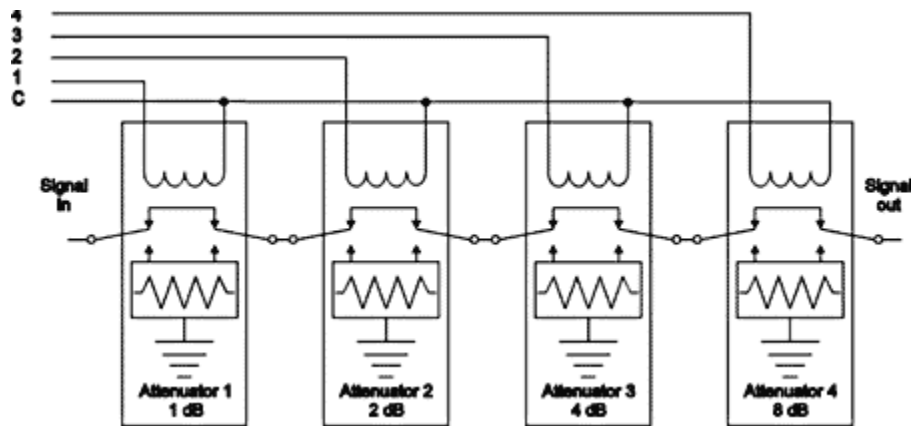 4
3
2
1
C
Signal
in
Signal
out
Attenuator 1
1 dB
Attenuator 2
2 dB
Attenuator 3
4 dB
Attenuator 4
8 dB